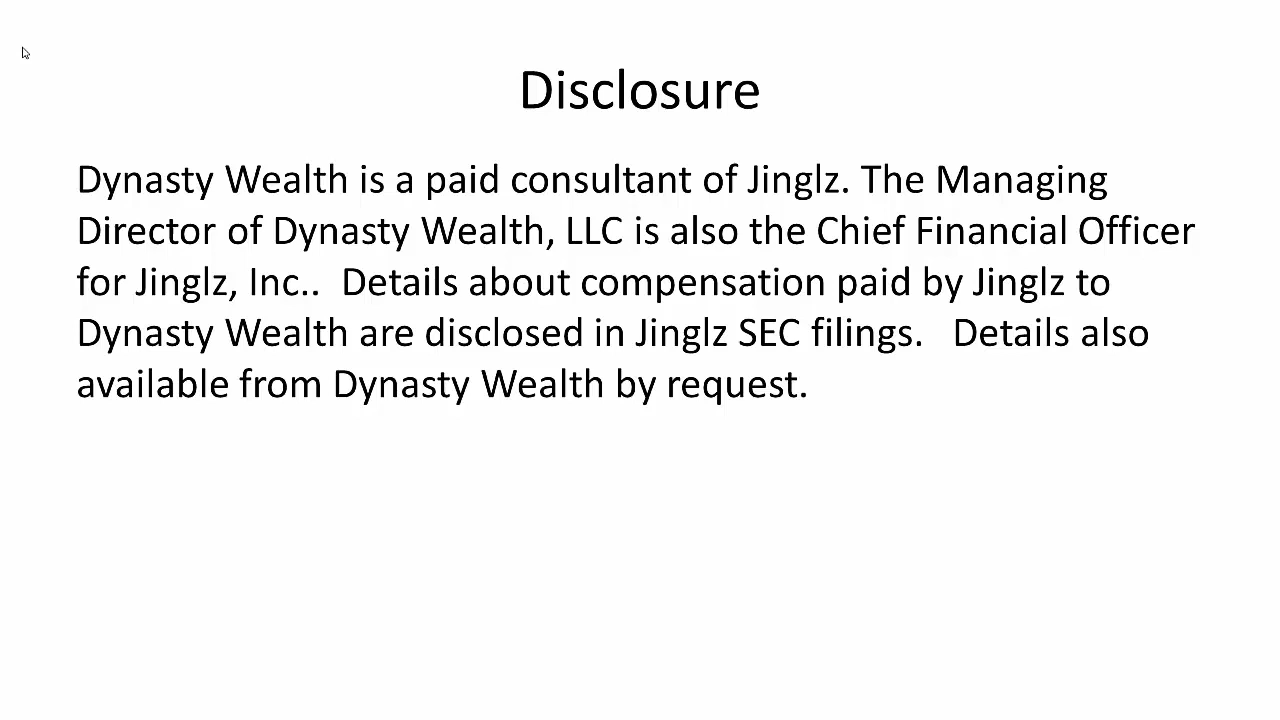 Disclosure
Dynasty Wealth is a paid consultant of Jinglz. The Managing
Director of Dynasty Wealth, LLC is also the Chief Financial Officer
for Jinglz, Inc..  Details about compensation paid by Jinglz to
Dynasty Wealth are disclosed in Jinglz SEC filings.   Details also
available from Dynasty Wealth by request.